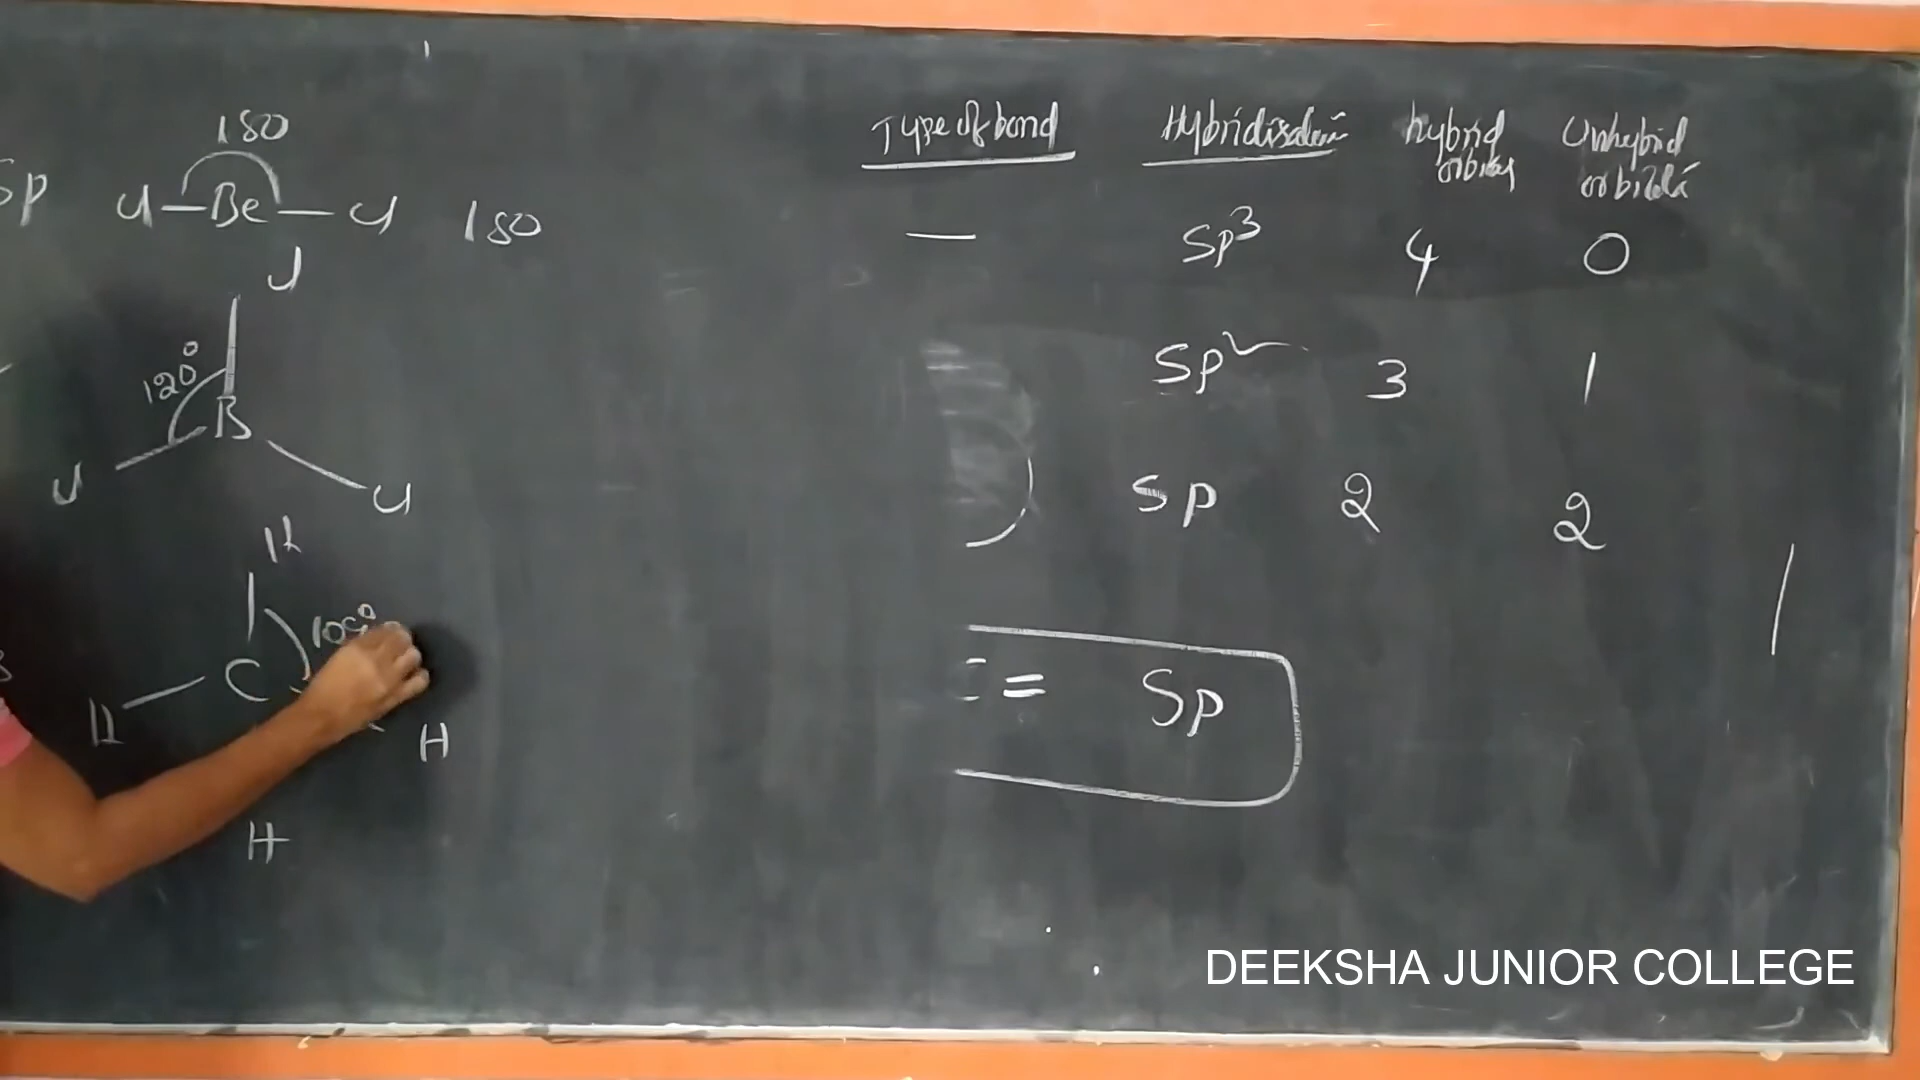 180
Sp Cl—Be—Cl 180
Cl
120°
B
Cl Cl
H
109°
H C H
H
Type of bond Hybridisation hybrid orbitals Unhybrid orbitals
— Sp³ 4 0
Sp² 3 1
Sp 2 2
= Sp
DEEKSHA JUNIOR COLLEGE